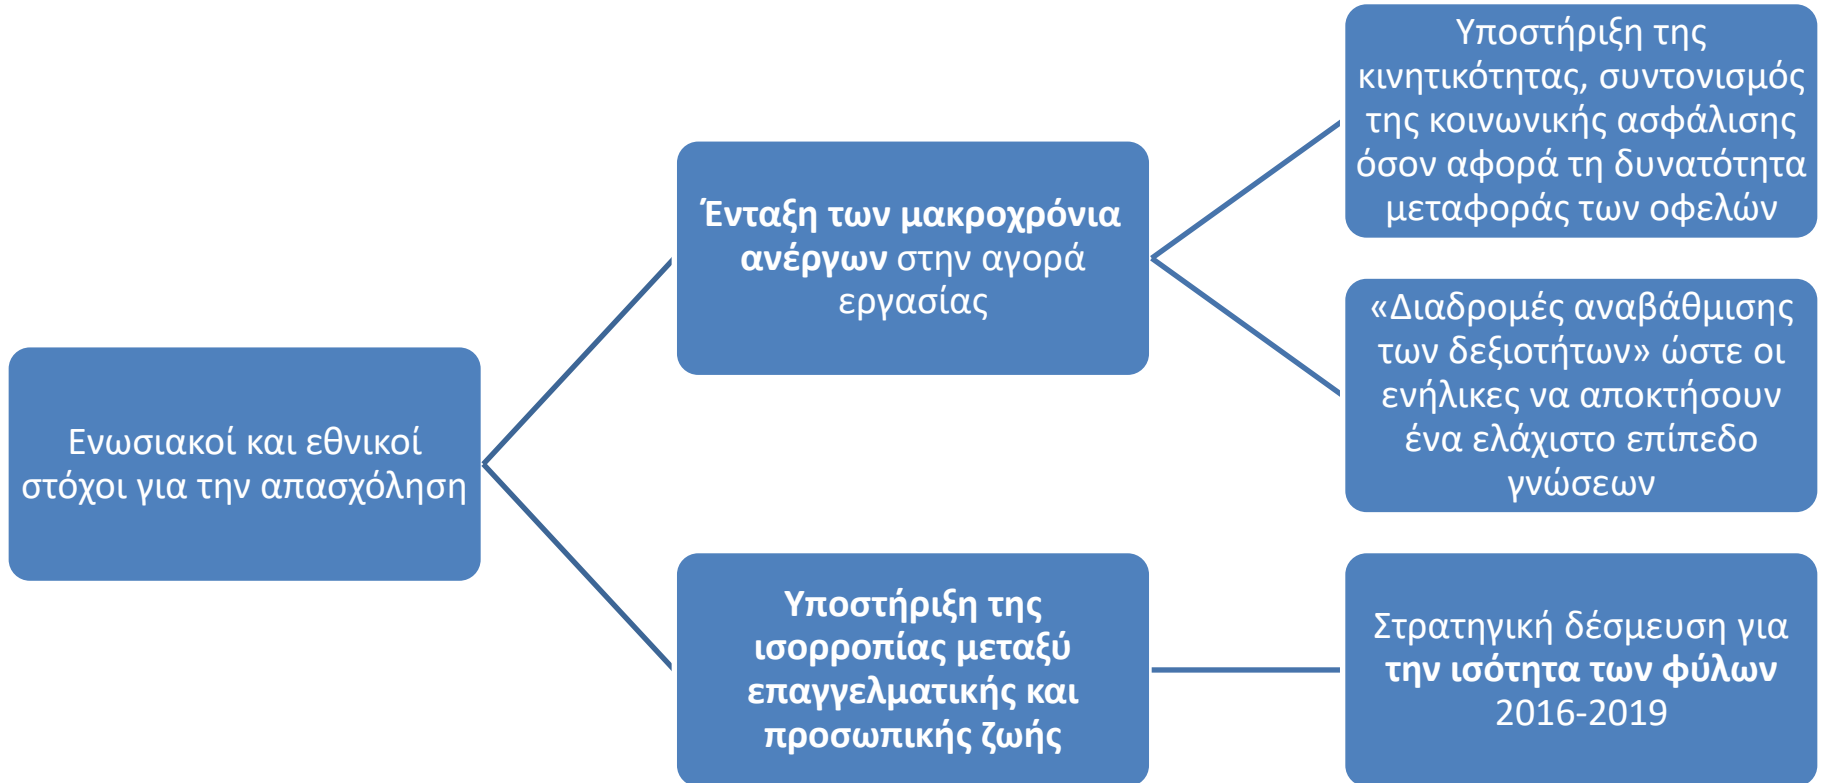 Ενωσιακοί και εθνικοί
στόχοι για την απασχόληση
Ένταξη των μακροχρόνια
ανέργων στην αγορά
εργασίας
Υποστήριξη της
κινητικότητας, συντονισμός
της κοινωνικής ασφάλισης
όσον αφορά τη δυνατότητα
μεταφοράς των οφελών
«Διαδρομές αναβάθμισης
των δεξιοτήτων» ώστε οι
ενήλικες να αποκτήσουν
ένα ελάχιστο επίπεδο
γνώσεων
Υποστήριξη της
ισορροπίας μεταξύ
επαγγελματικής και
προσωπικής ζωής
Στρατηγική δέσμευση για
την ισότητα των φύλων
2016-2019